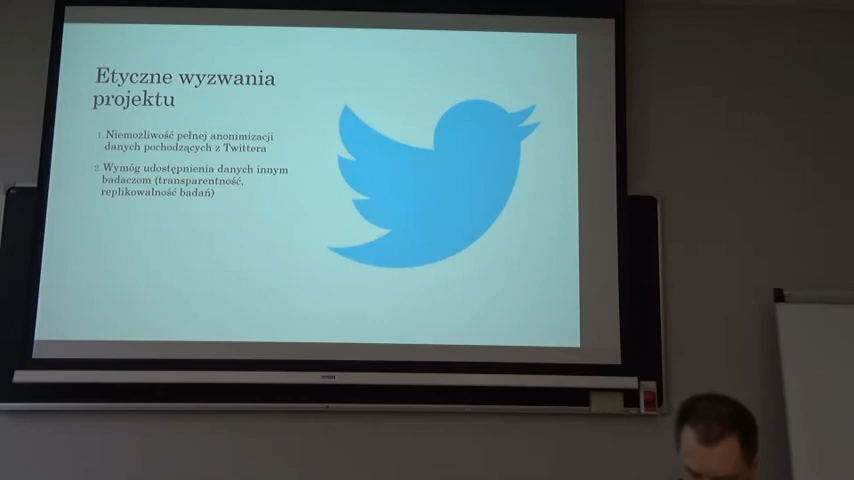 Etyczne wyzwania
projektu
1. Niemożliwość pełnej anonimizacji
danych pochodzących z Twittera
2. Wymóg udostępnienia danych innym
badaczom (transparentność,
replikowalność badań)